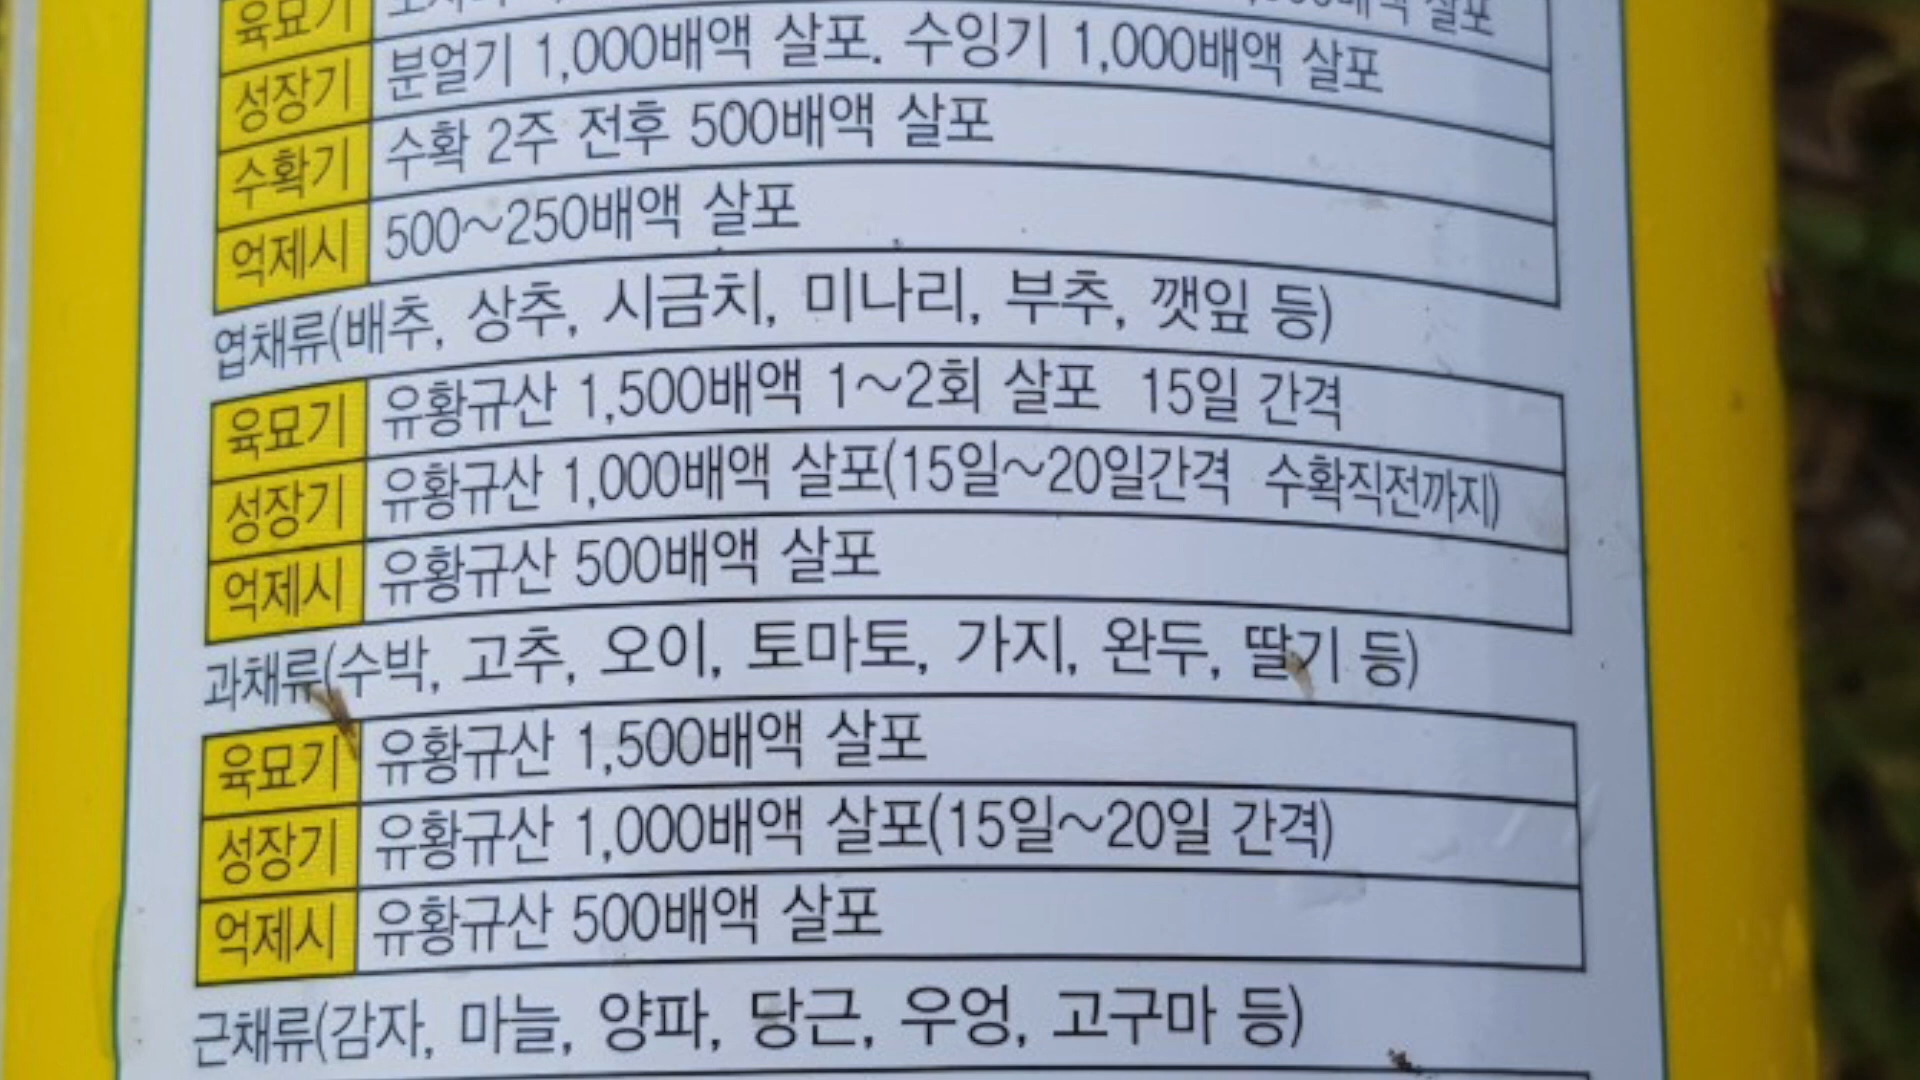 육묘기 살포
성장기 분얼기 1,000배액 살포. 수잉기 1,000배액 살포
수확기 수확 2주 전후 500배액 살포
억제시 500~250배액 살포
엽채류(배추, 상추, 시금치, 미나리, 부추, 깻잎 등)
육묘기 유황규산 1,500배액 1~2회 살포 15일 간격
성장기 유황규산 1,000배액 살포(15일~20일간격 수확직전까지)
억제시 유황규산 500배액 살포
과채류(수박, 고추, 오이, 토마토, 가지, 완두, 딸기 등)
육묘기 유황규산 1,500배액 살포
성장기 유황규산 1,000배액 살포(15일~20일 간격)
억제시 유황규산 500배액 살포
근채류(감자, 마늘, 양파, 당근, 우엉, 고구마 등)